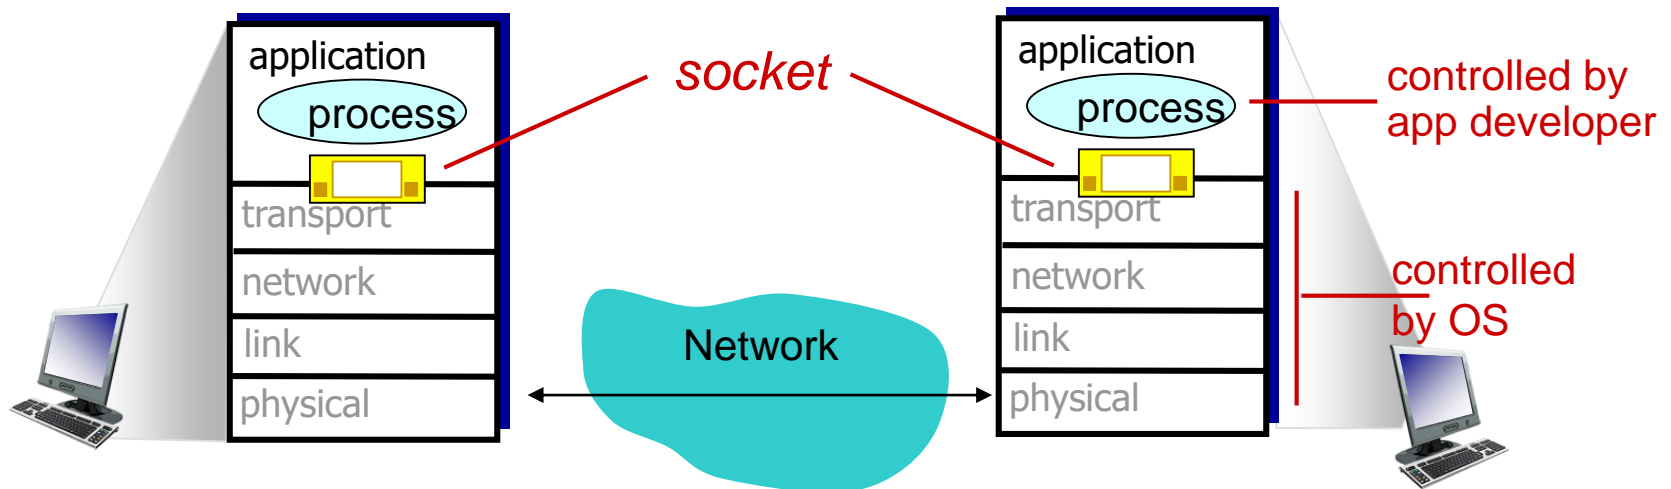 application
process
transport
network
link
physical
socket
Network
application
process
transport
network
link
physical
controlled by
app developer
controlled
by OS